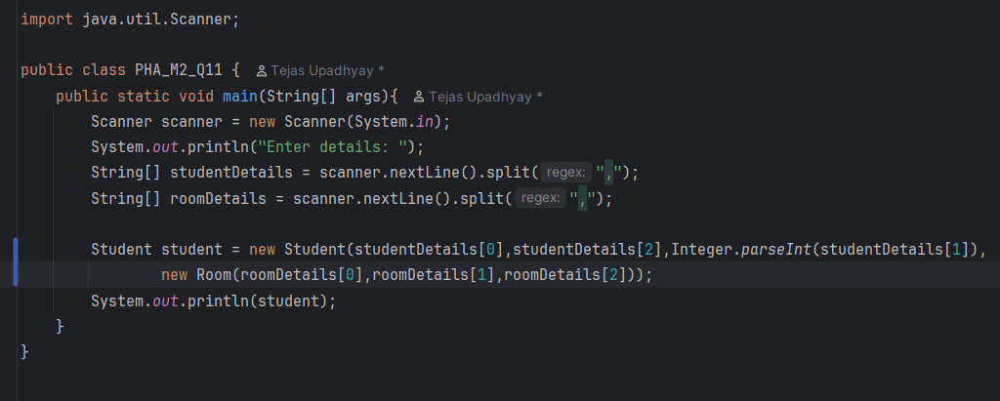 import java.util.Scanner;
public class PHA_M2_Q11 { Tejas Upadhyay *
public static void main(String[] args){ Tejas Upadhyay *
Scanner scanner = new Scanner(System.in);
System.out.println("Enter details: ");
String[] studentDetails = scanner.nextLine().split( regex: ",");
String[] roomDetails = scanner.nextLine().split( regex: ",");
Student student = new Student(studentDetails[0],studentDetails[2],Integer.parseInt(studentDetails[1]),
new Room(roomDetails[0],roomDetails[1],roomDetails[2]));
System.out.println(student);
}
}